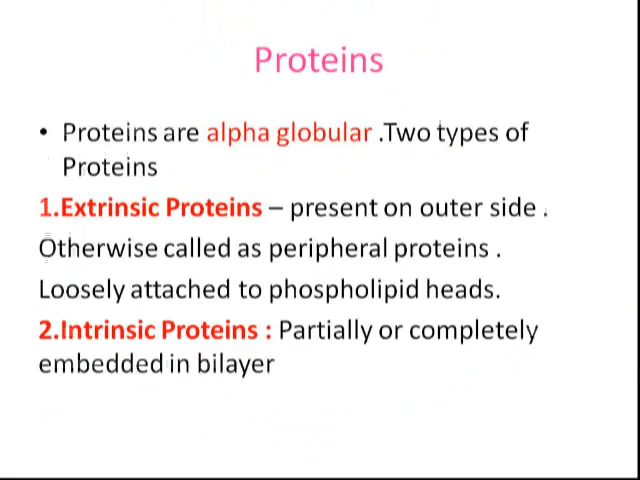 Proteins
• Proteins are alpha globular .Two types of
Proteins
1.Extrinsic Proteins – present on outer side .
Otherwise called as peripheral proteins .
Loosely attached to phospholipid heads.
2.Intrinsic Proteins : Partially or completely
embedded in bilayer